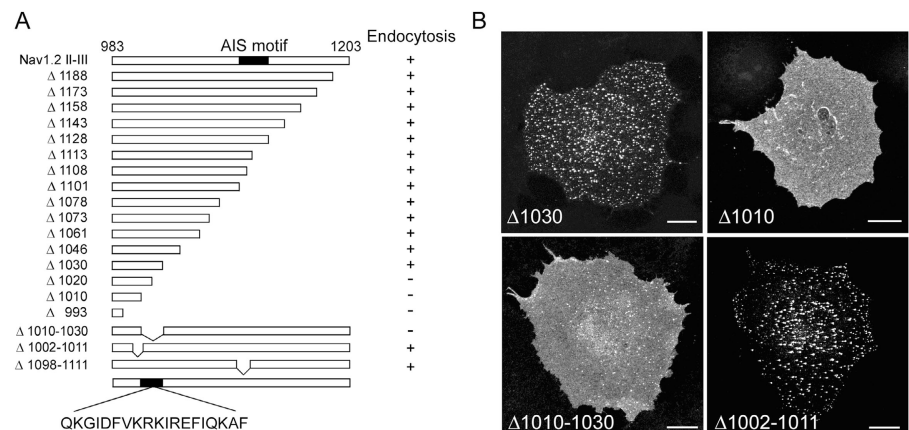 A
983 AIS motif 1203 Endocytosis
Nav1.2 II-III +
Δ 1188 +
Δ 1173 +
Δ 1158 +
Δ 1143 +
Δ 1128 +
Δ 1113 +
Δ 1108 +
Δ 1101 +
Δ 1078 +
Δ 1073 +
Δ 1061 +
Δ 1046 +
Δ 1030 +
Δ 1020 -
Δ 1010 -
Δ 993 -
Δ 1010-1030 -
Δ 1002-1011 +
Δ 1098-1111 +
QKGIDFVKRKIREFIQKAF
B
Δ1030
Δ1010
Δ1010-1030
Δ1002-1011